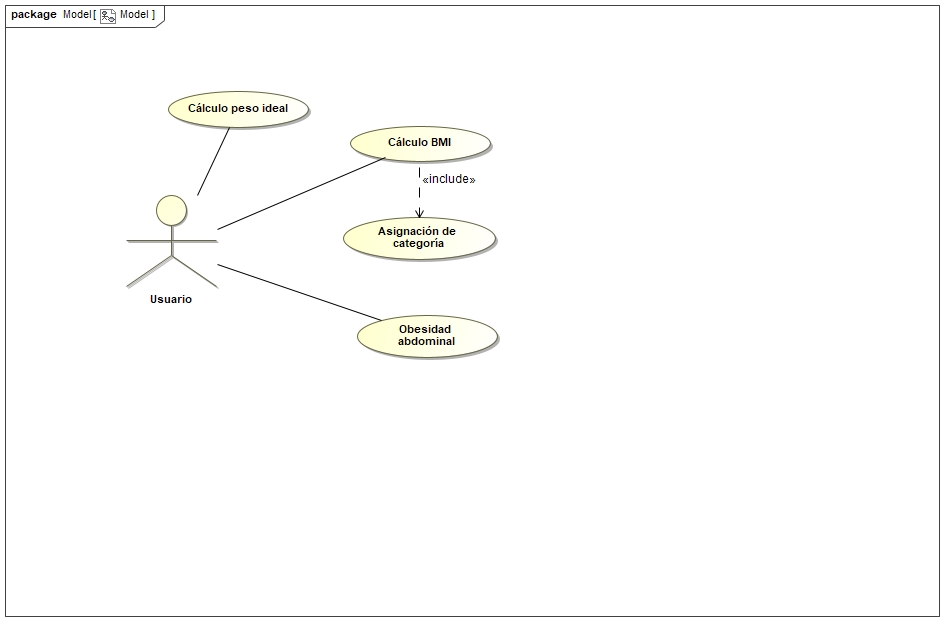 package Model [ Model ]
Cálculo peso ideal
Cálculo BMI
«include»
Asignación de
categoría
Usuario
Obesidad
abdominal